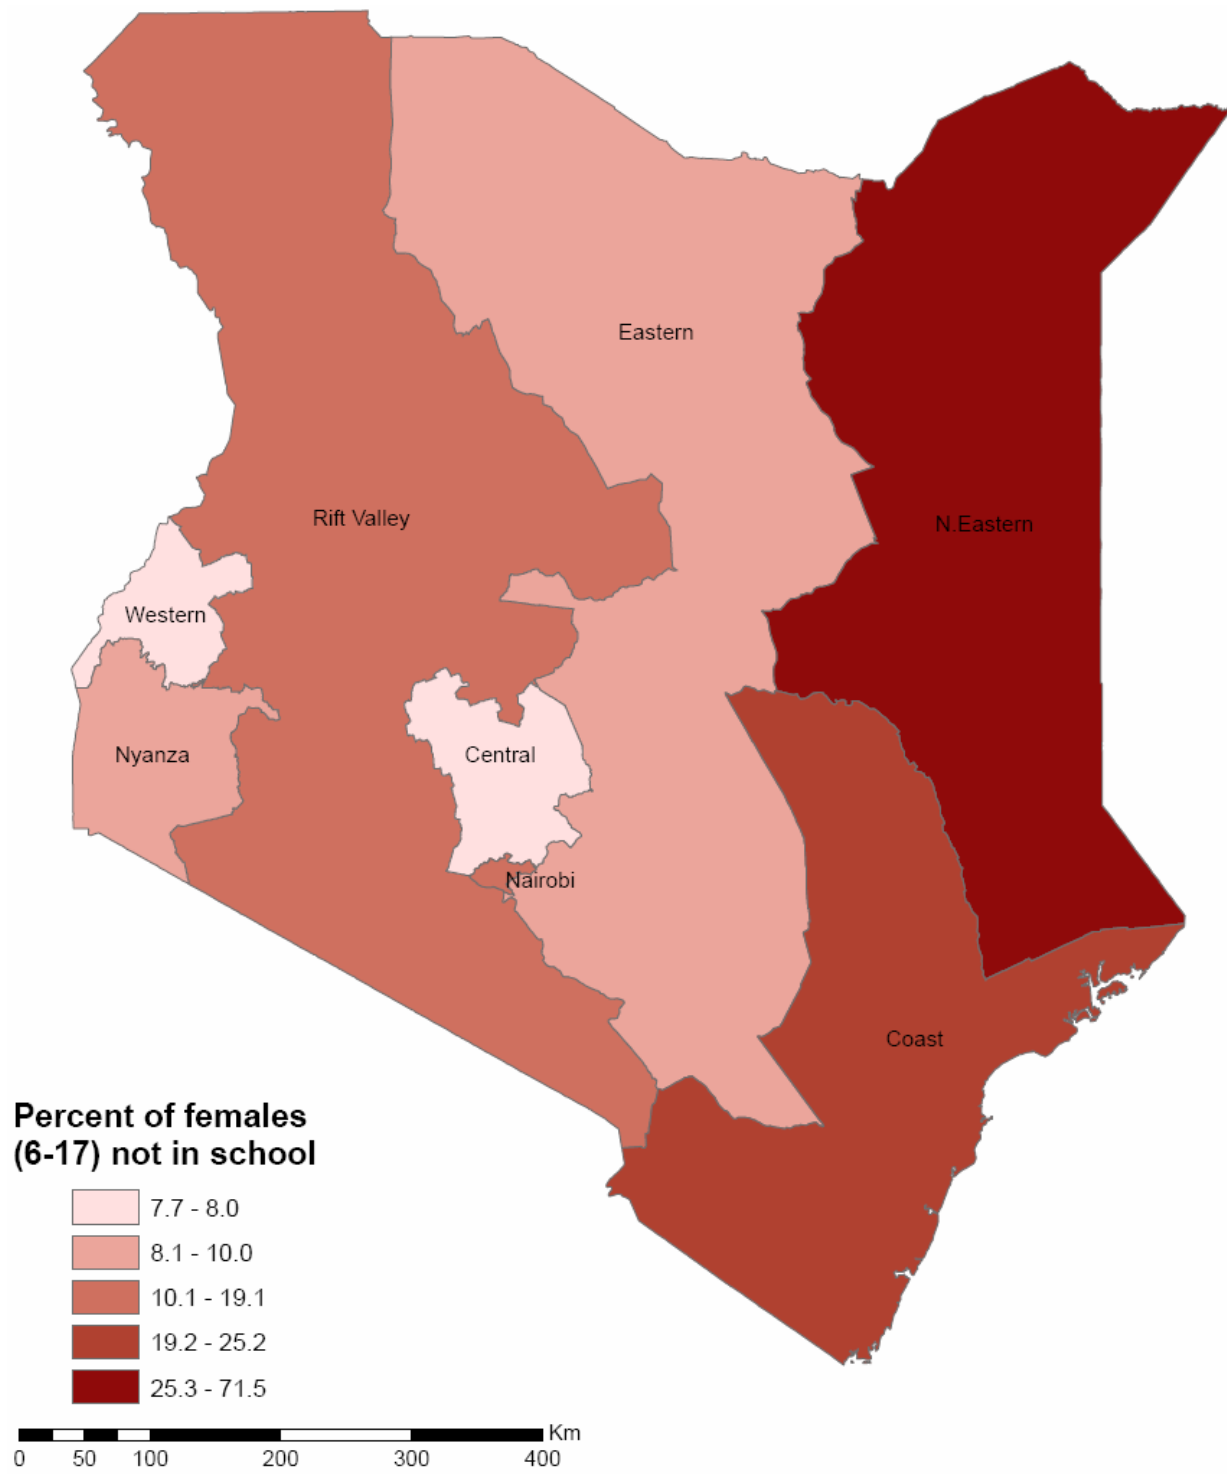 Eastern
Rift Valley
N.Eastern
Western
Nyanza
Central
Nairobi
Coast
Percent of females
(6-17) not in school
7.7 - 8.0
8.1 - 10.0
10.1 - 19.1
19.2 - 25.2
25.3 - 71.5
Km
0 50 100 200 300 400